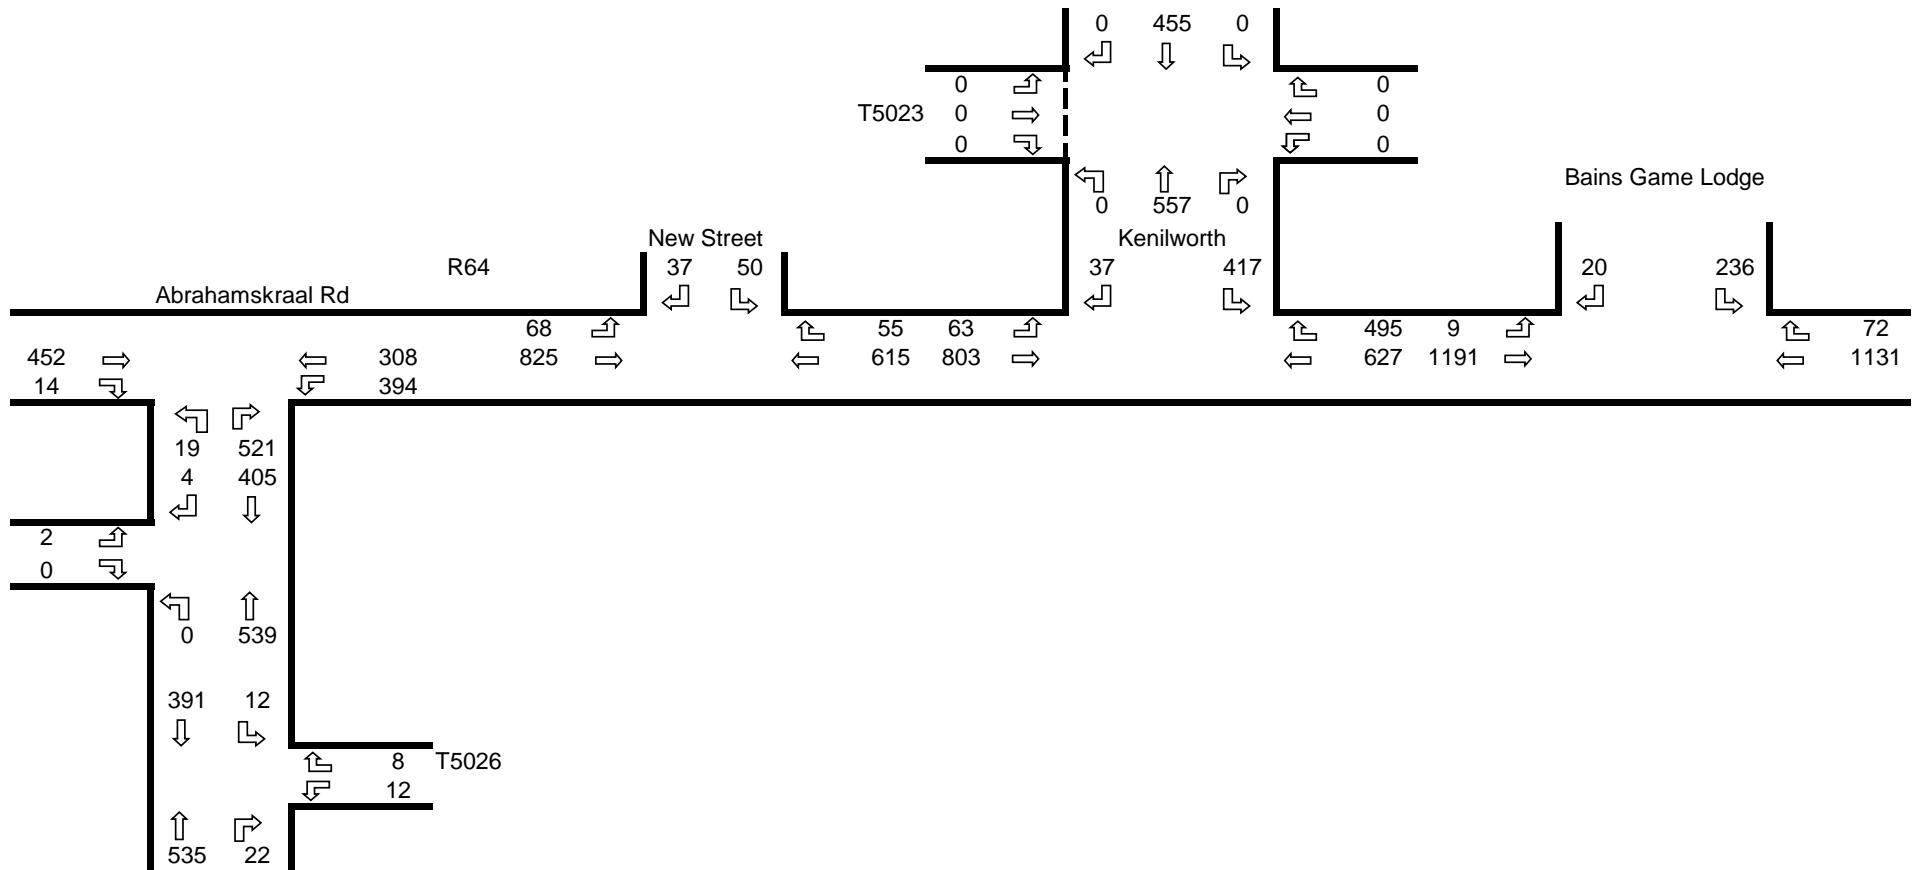 0 455 0
0 0
T5023 0 0
0 0
Bains Game Lodge
0 557 0
New Street Kenilworth
R64 37 50 37 417 20 236
Abrahamskraal Rd
68 55 63 495 9 72
452 308 825 615 803 627 1191 1131
14 394
19 521
4 405
2
0
0 539
391 12
8 T5026
12
535 22